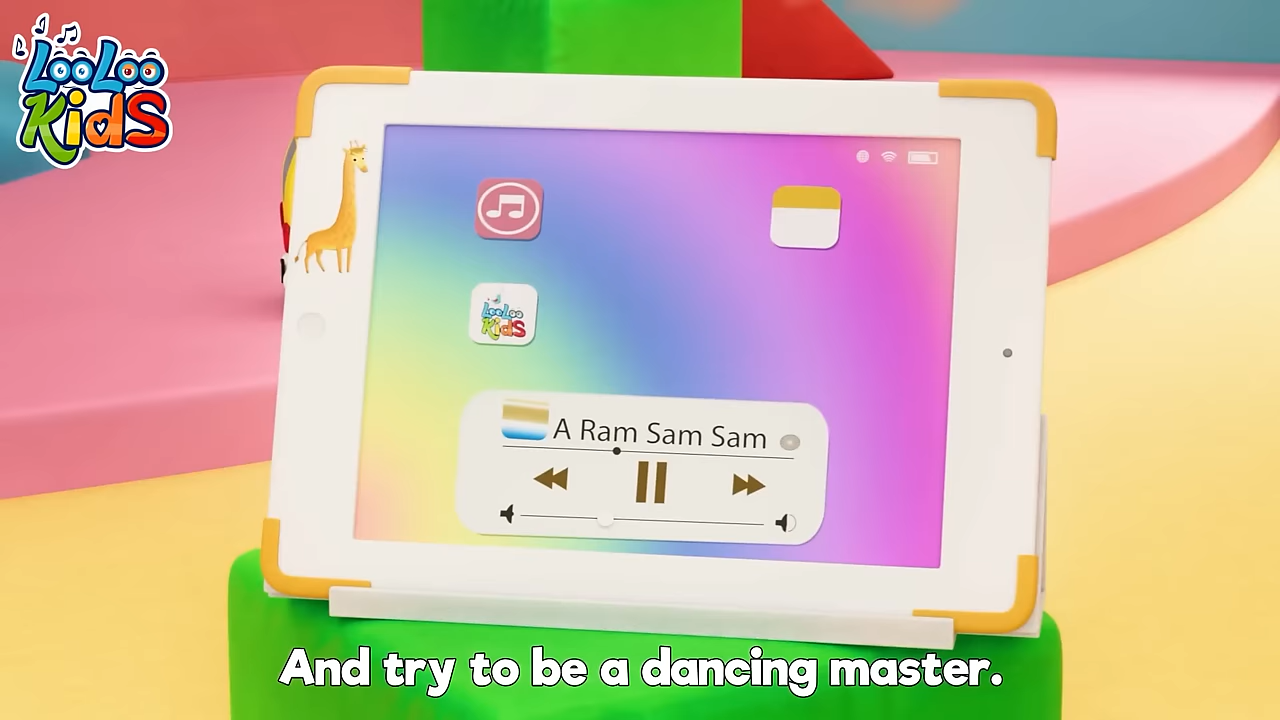 LooLoo
Kids
LooLoo
Kids
A Ram Sam Sam
And try to be a dancing master.